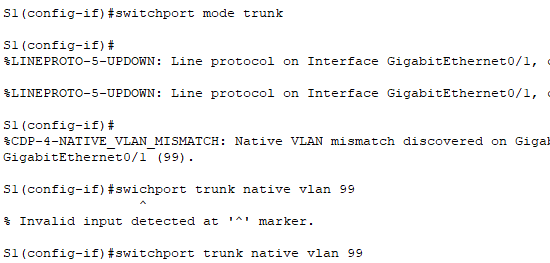 S1(config-if)#switchport mode trunk
S1(config-if)#
%LINEPROTO-5-UPDOWN: Line protocol on Interface GigabitEthernet0/1,
%LINEPROTO-5-UPDOWN: Line protocol on Interface GigabitEthernet0/1,
S1(config-if)#
%CDP-4-NATIVE_VLAN_MISMATCH: Native VLAN mismatch discovered on
GigabitEthernet0/1 (99).
S1(config-if)#swichport trunk native vlan 99
^
% Invalid input detected at '^' marker.
S1(config-if)#switchport trunk native vlan 99